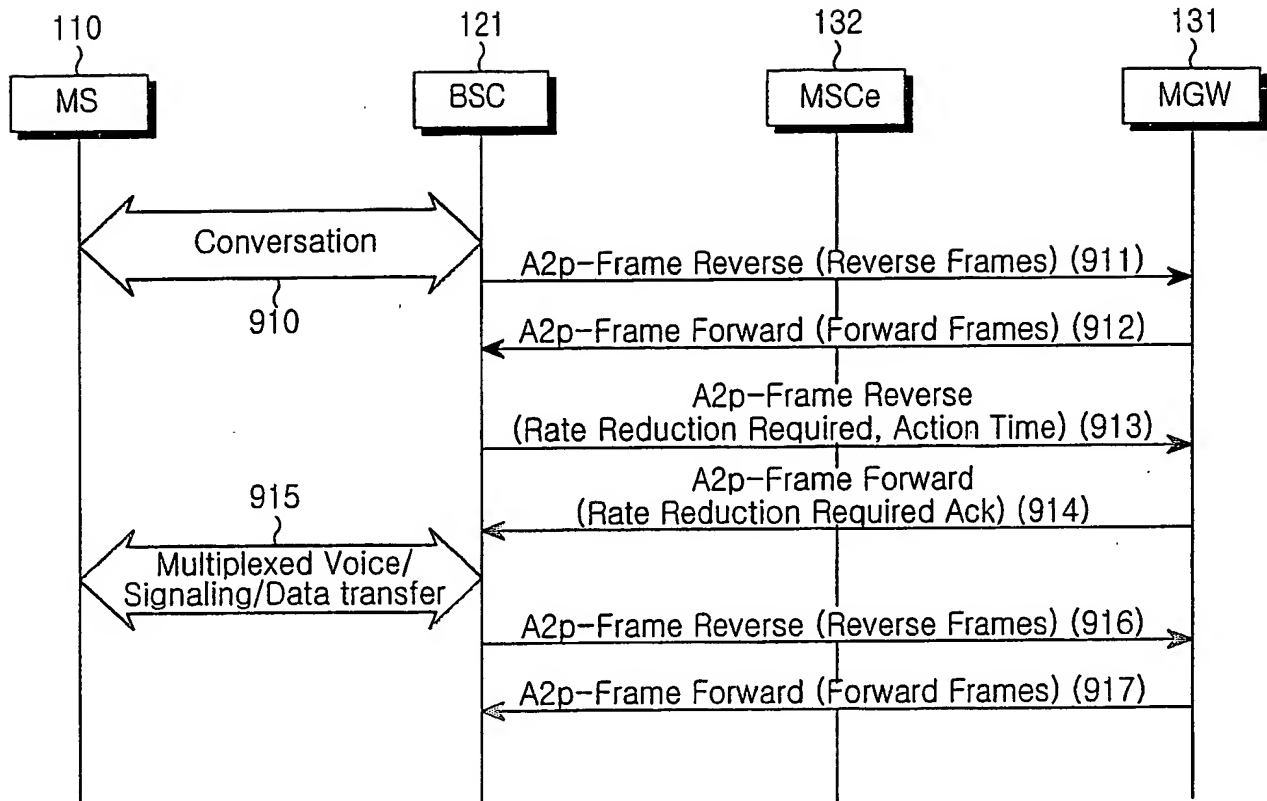 110
121
132
131
MS
BSC
MSCe
MGW
Conversation
910
A2p-Frame Reverse (Reverse Frames) (911)
A2p-Frame Forward (Forward Frames) (912)
A2p-Frame Reverse
(Rate Reduction Required, Action Time) (913)
A2p-Frame Forward
(Rate Reduction Required Ack) (914)
915
Multiplexed Voice/
Signaling/Data transfer
A2p-Frame Reverse (Reverse Frames) (916)
A2p-Frame Forward (Forward Frames) (917)